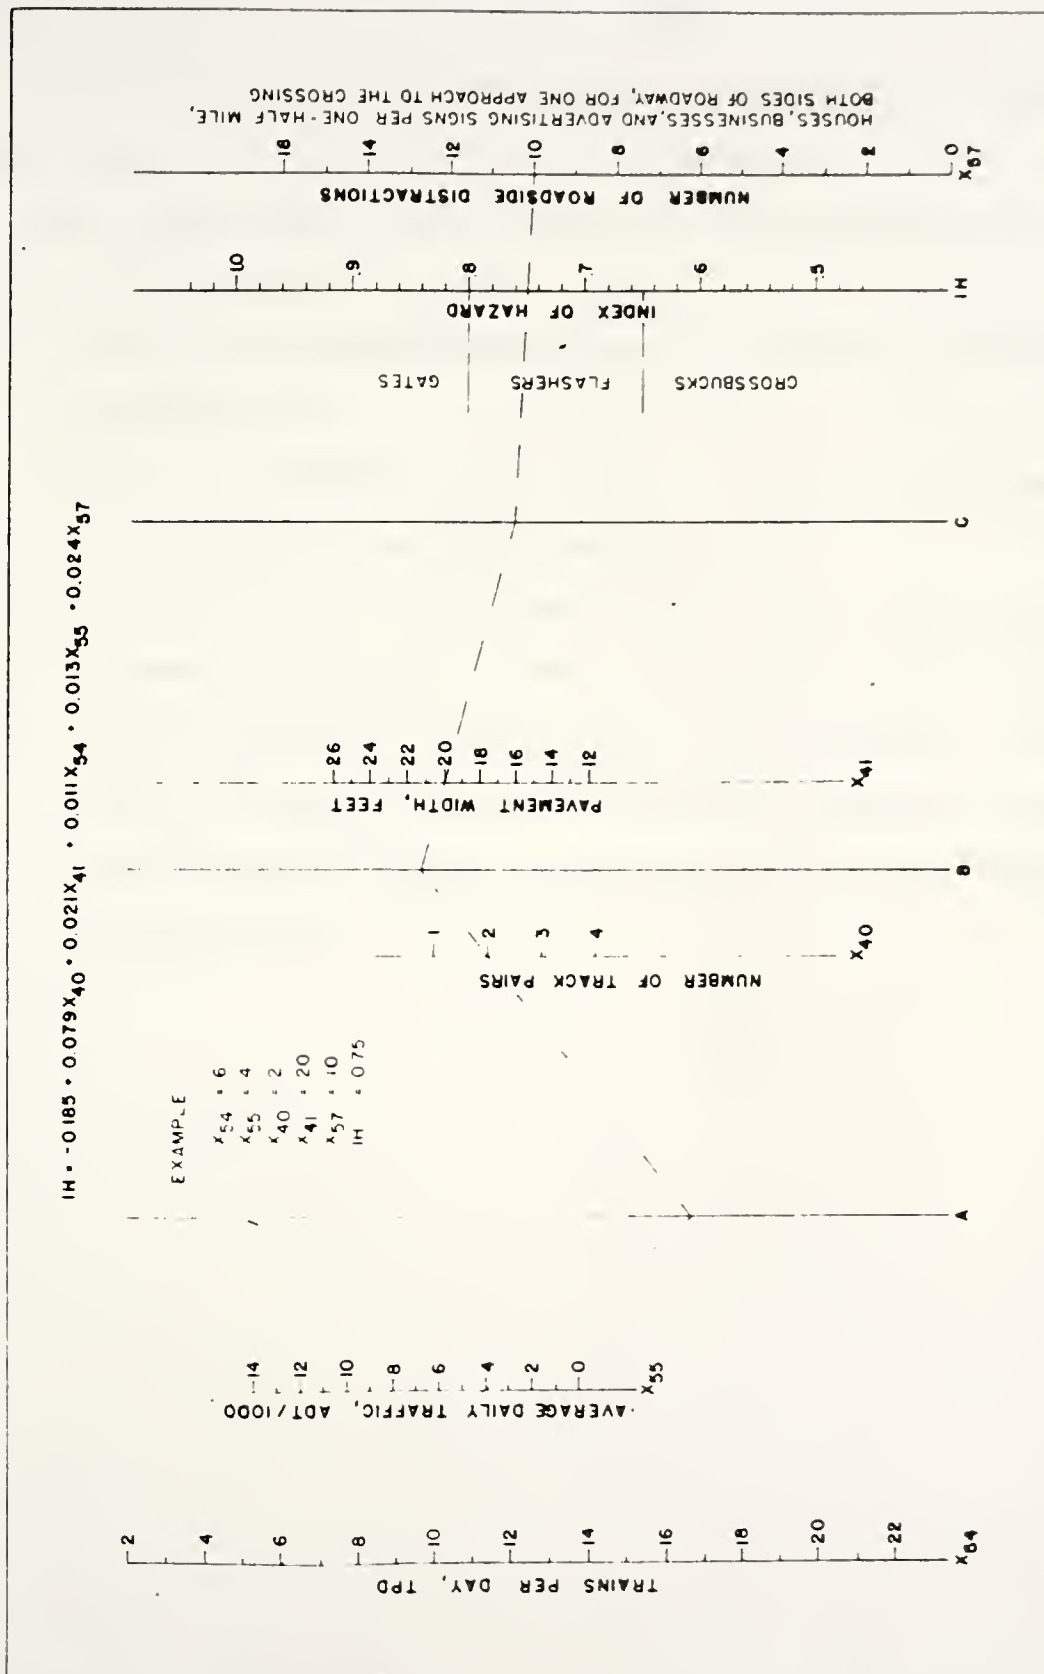 IH = -0.185 + 0.079X40 + 0.021X41 + 0.011X54 + 0.013X55 + 0.024X57
EXAMPLE
X54 = 6
X55 = 4
X40 = 2
X41 = 20
X57 = 10
IH = 0.75
TRAINS PER DAY, TPD
2
4
6
8
10
12
14
16
18
20
22
X54
AVERAGE DAILY TRAFFIC, ADT/1000
14
12
10
8
6
4
2
0
X55
A
NUMBER OF TRACK PAIRS
1
2
3
4
X40
B
PAVEMENT WIDTH, FEET
26
24
22
20
18
16
14
12
X41
C
GATES
FLASHERS
CROSSBUCKS
INDEX OF HAZARD
1.0
.9
.8
.7
.6
.5
IH
NUMBER OF ROADSIDE DISTRACTIONS
16
14
12
10
8
6
4
2
0
X57
HOUSES, BUSINESSES, AND ADVERTISING SIGNS PER ONE-HALF MILE,
BOTH SIDES OF ROADWAY, FOR ONE APPROACH TO THE CROSSING